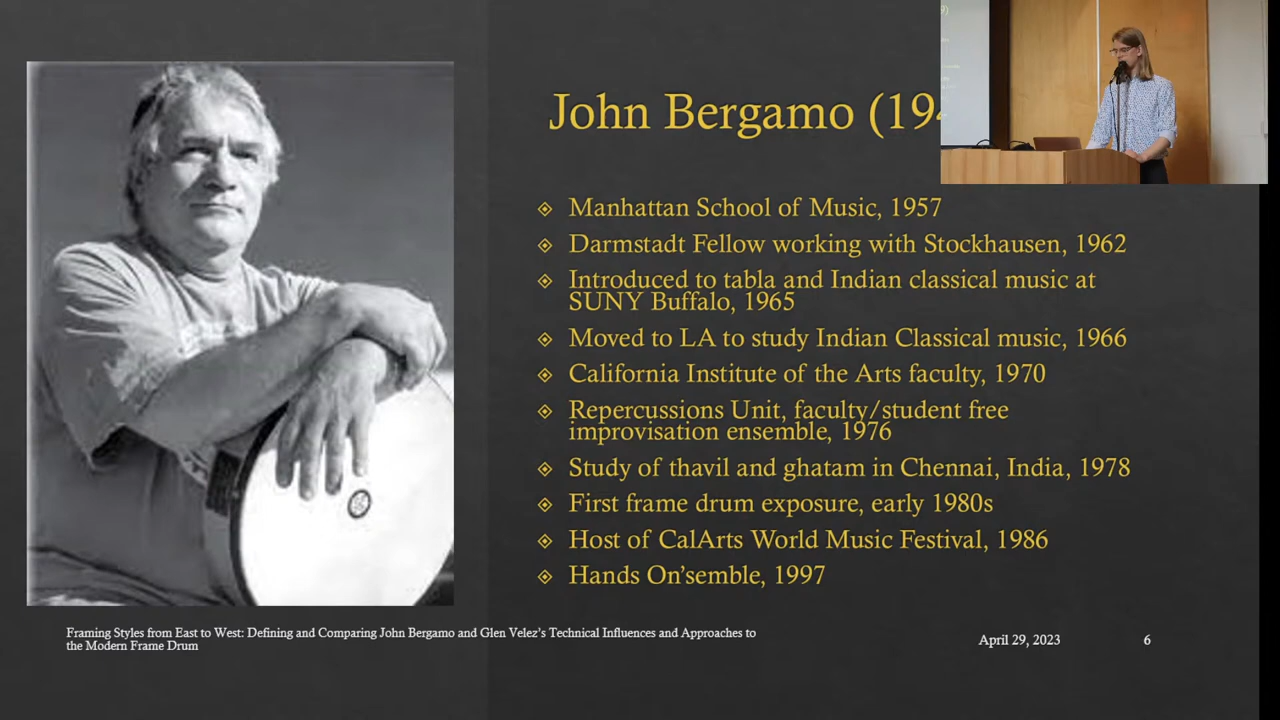 John Bergamo (194
Manhattan School of Music, 1957
Darmstadt Fellow working with Stockhausen, 1962
Introduced to tabla and Indian classical music at
SUNY Buffalo, 1965
Moved to LA to study Indian Classical music, 1966
California Institute of the Arts faculty, 1970
Repercussions Unit, faculty/student free
improvisation ensemble, 1976
Study of thavil and ghatam in Chennai, India, 1978
First frame drum exposure, early 1980s
Host of CalArts World Music Festival, 1986
Hands On’semble, 1997
Framing Styles from East to West: Defining and Comparing John Bergamo and Glen Velez’s Technical Influences and Approaches to
the Modern Frame Drum
April 29, 2023
6